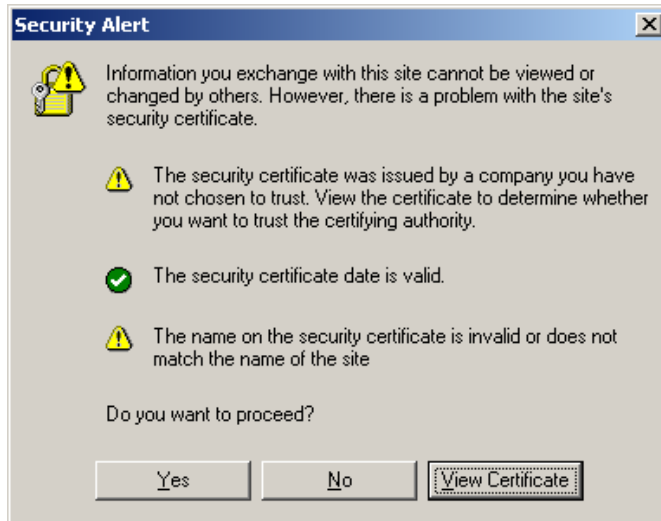 Security Alert
Information you exchange with this site cannot be viewed or
changed by others. However, there is a problem with the site's
security certificate.
The security certificate was issued by a company you have
not chosen to trust. View the certificate to determine whether
you want to trust the certifying authority.
The security certificate date is valid.
The name on the security certificate is invalid or does not
match the name of the site
Do you want to proceed?
Yes No View Certificate